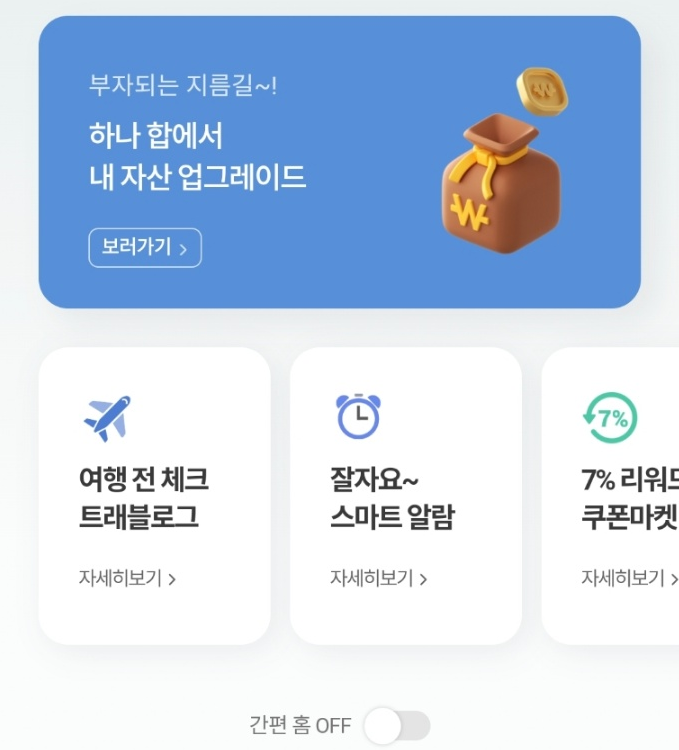 부자되는 지름길~!
하나 합에서
내 자산 업그레이드
보러가기 >
₩
₩
여행 전 체크
트래블로그
자세히보기 >
잘자요~
스마트 알람
자세히보기 >
7%
7% 리워드
쿠폰마켓
자세히보기 >
간편 홈 OFF